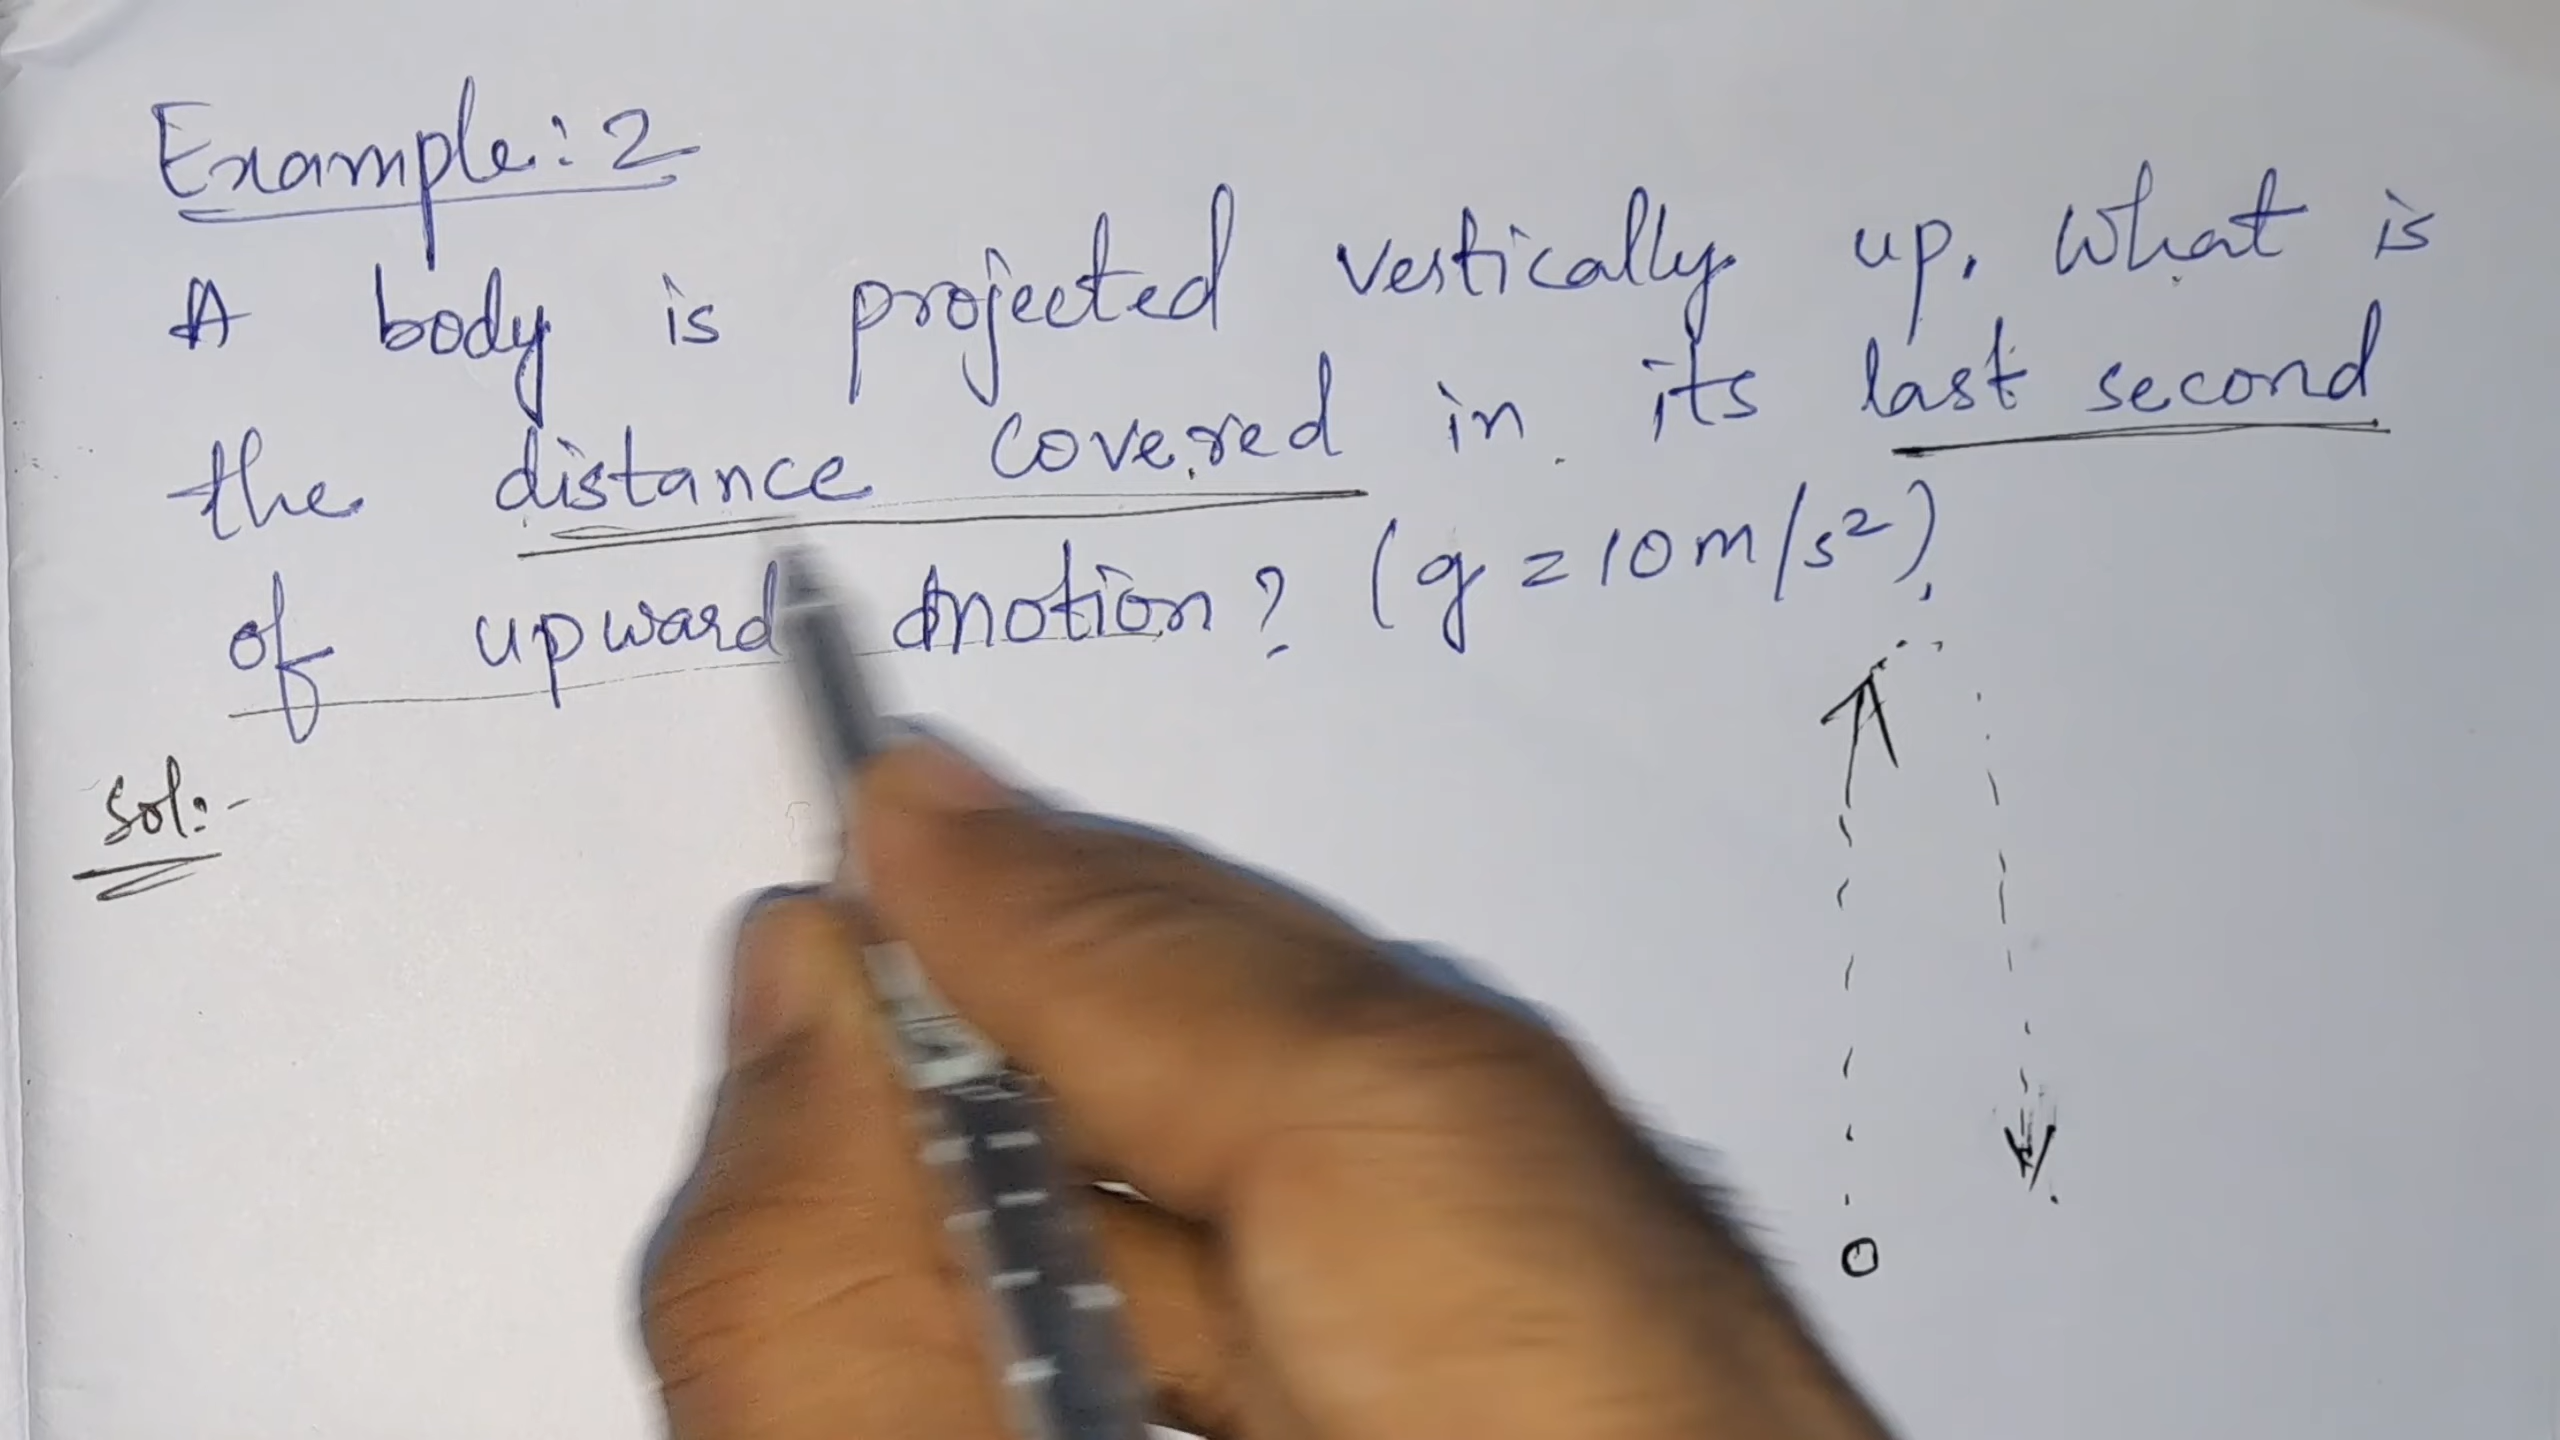 Example: 2
A body is projected vertically up. What is
the distance covered in its last second
of upward motion? (g = 10 m/s²).
Sol:-